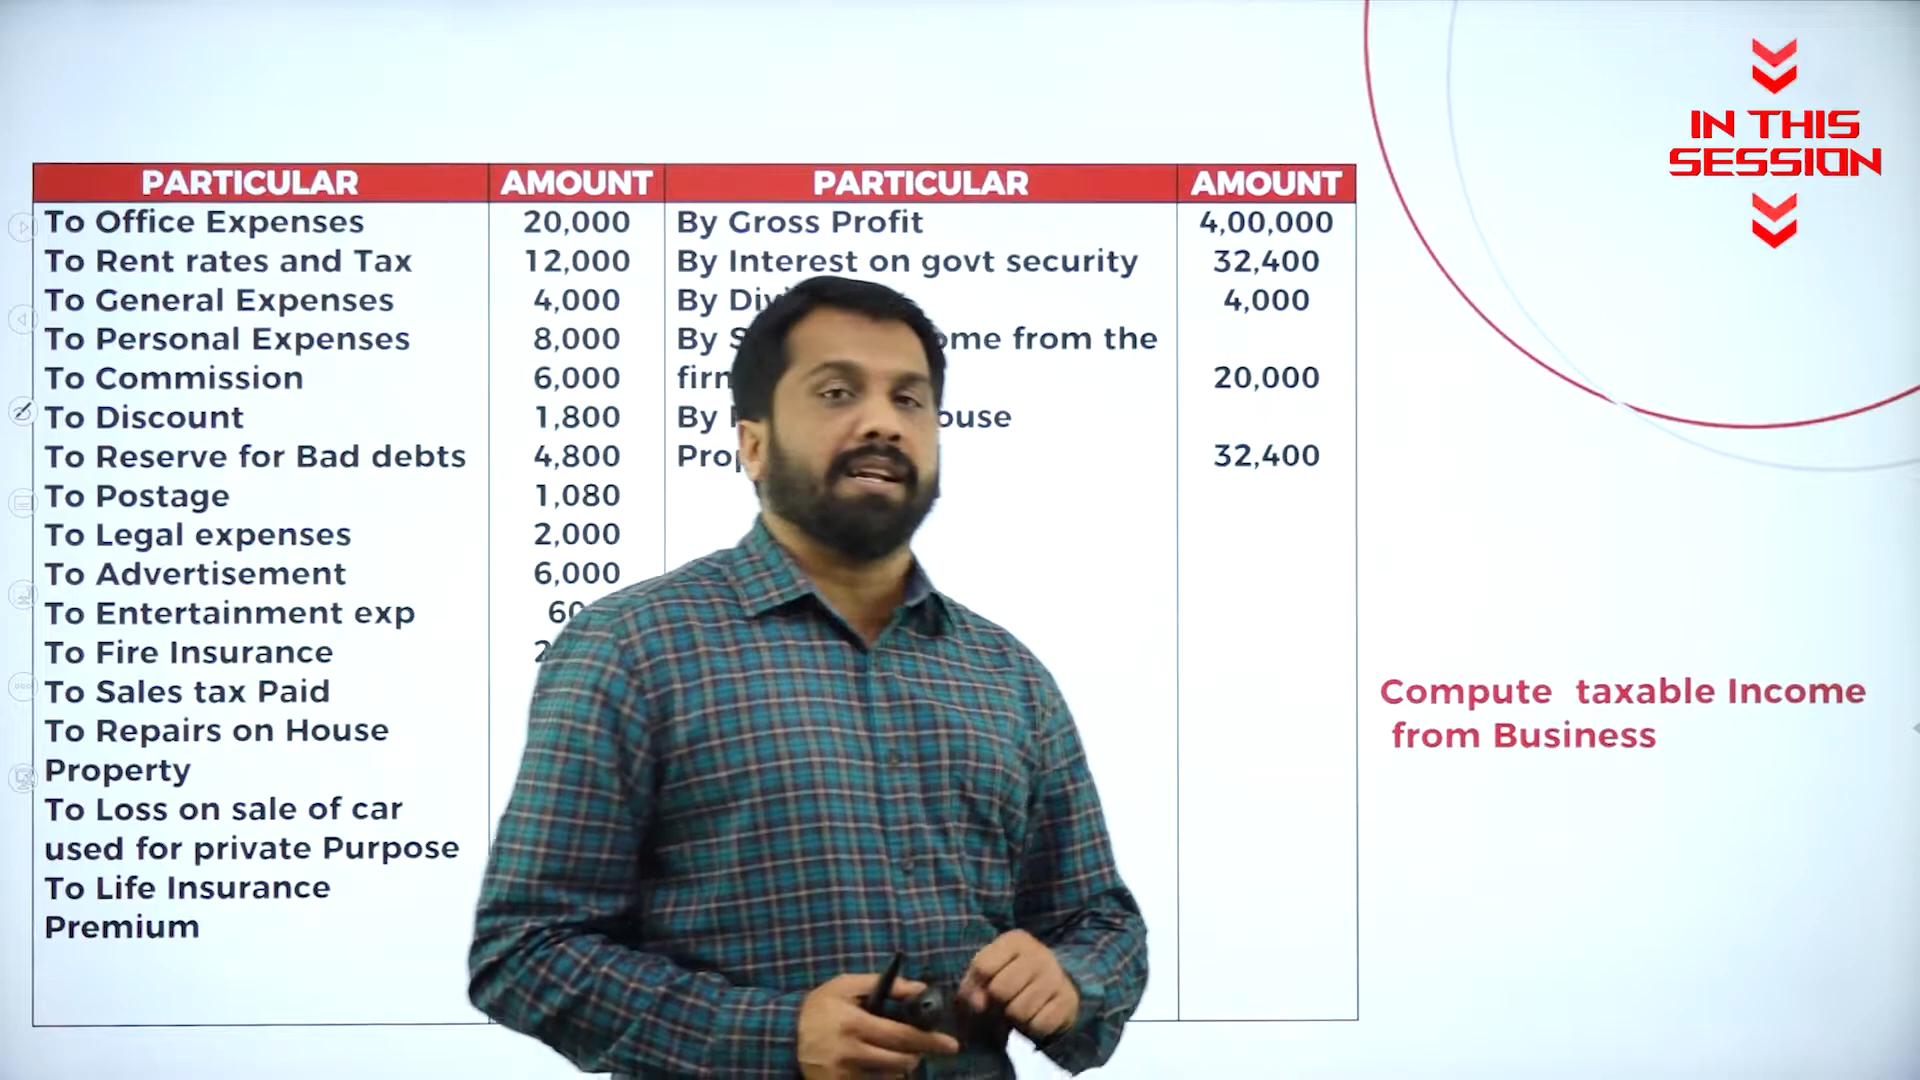 IN THIS
SESSION
PARTICULAR AMOUNT PARTICULAR AMOUNT
To Office Expenses 20,000 By Gross Profit 4,00,000
To Rent rates and Tax 12,000 By Interest on govt security 32,400
To General Expenses 4,000 By 4,000
To Personal Expenses 8,000 By from the
To Commission 6,000 20,000
To Discount 1,800 By
To Reserve for Bad debts 4,800 32,400
To Postage 1,080
To Legal expenses 2,000
To Advertisement 6,000
To Entertainment exp
To Fire Insurance
To Sales tax Paid
To Repairs on House
Property
To Loss on sale of car
used for private Purpose
To Life Insurance
Premium
Compute taxable Income
from Business